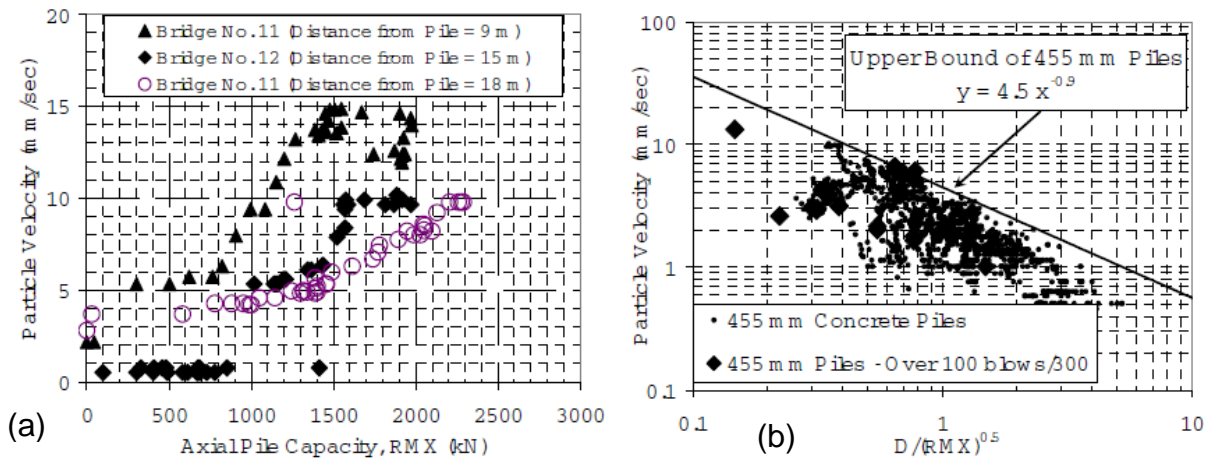 20
15
10
5
0
Particle Velocity (mm/sec)
▲ Bridge No.11 (Distance from Pile = 9 m)
◆ Bridge No.12 (Distance from Pile = 15 m)
○ Bridge No.11 (Distance from Pile = 18 m)
0 500 1000 1500 2000 2500 3000
Axial Pile Capacity, RMX (kN)
(a)
100
10
1
0.1
Particle Velocity (mm/sec)
Upper Bound of 455 mm Piles
y = 4.5 x^-0.9
• 455 mm Concrete Piles
◆ 455 mm Piles - Over 100 blows/300
0.1 1 10
D/(RMX)^0.5
(b)